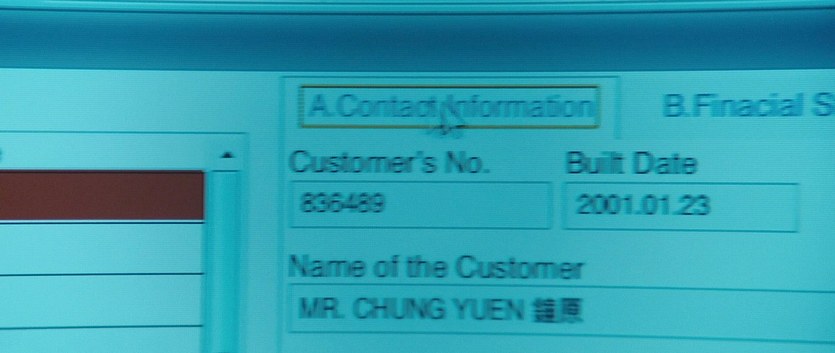 A.Contact Information
B.Finacial S
Customer's No.
Built Date
836489
2001.01.23
Name of the Customer
MR. CHUNG YUEN 鍾原